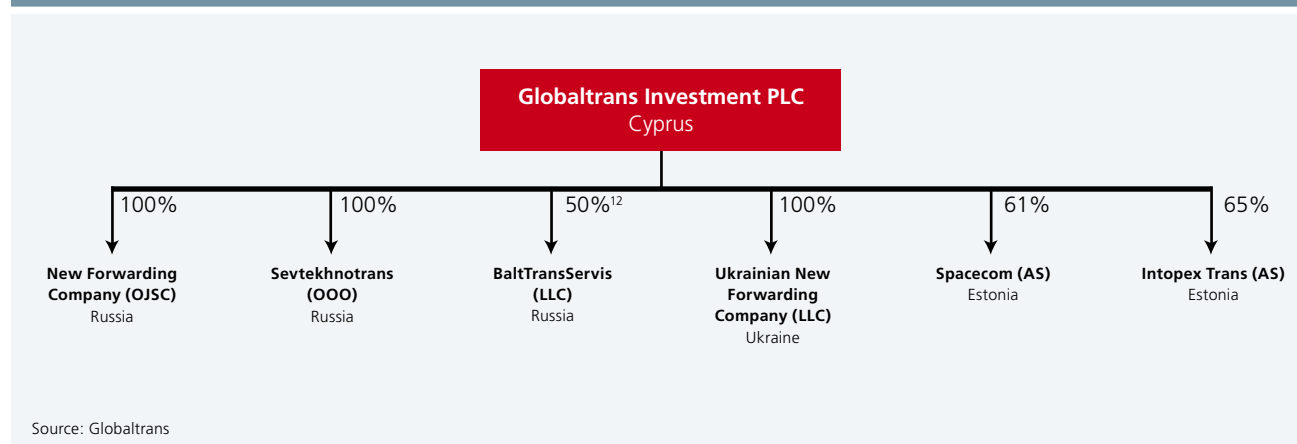 Globaltrans Investment PLC
Cyprus
100%
100%
50%¹²
100%
61%
65%
New Forwarding
Company (OJSC)
Russia
Sevtekhnotrans
(OOO)
Russia
BaltTransServis
(LLC)
Russia
Ukrainian New
Forwarding
Company (LLC)
Ukraine
Spacecom (AS)
Estonia
Intopex Trans (AS)
Estonia
Source: Globaltrans